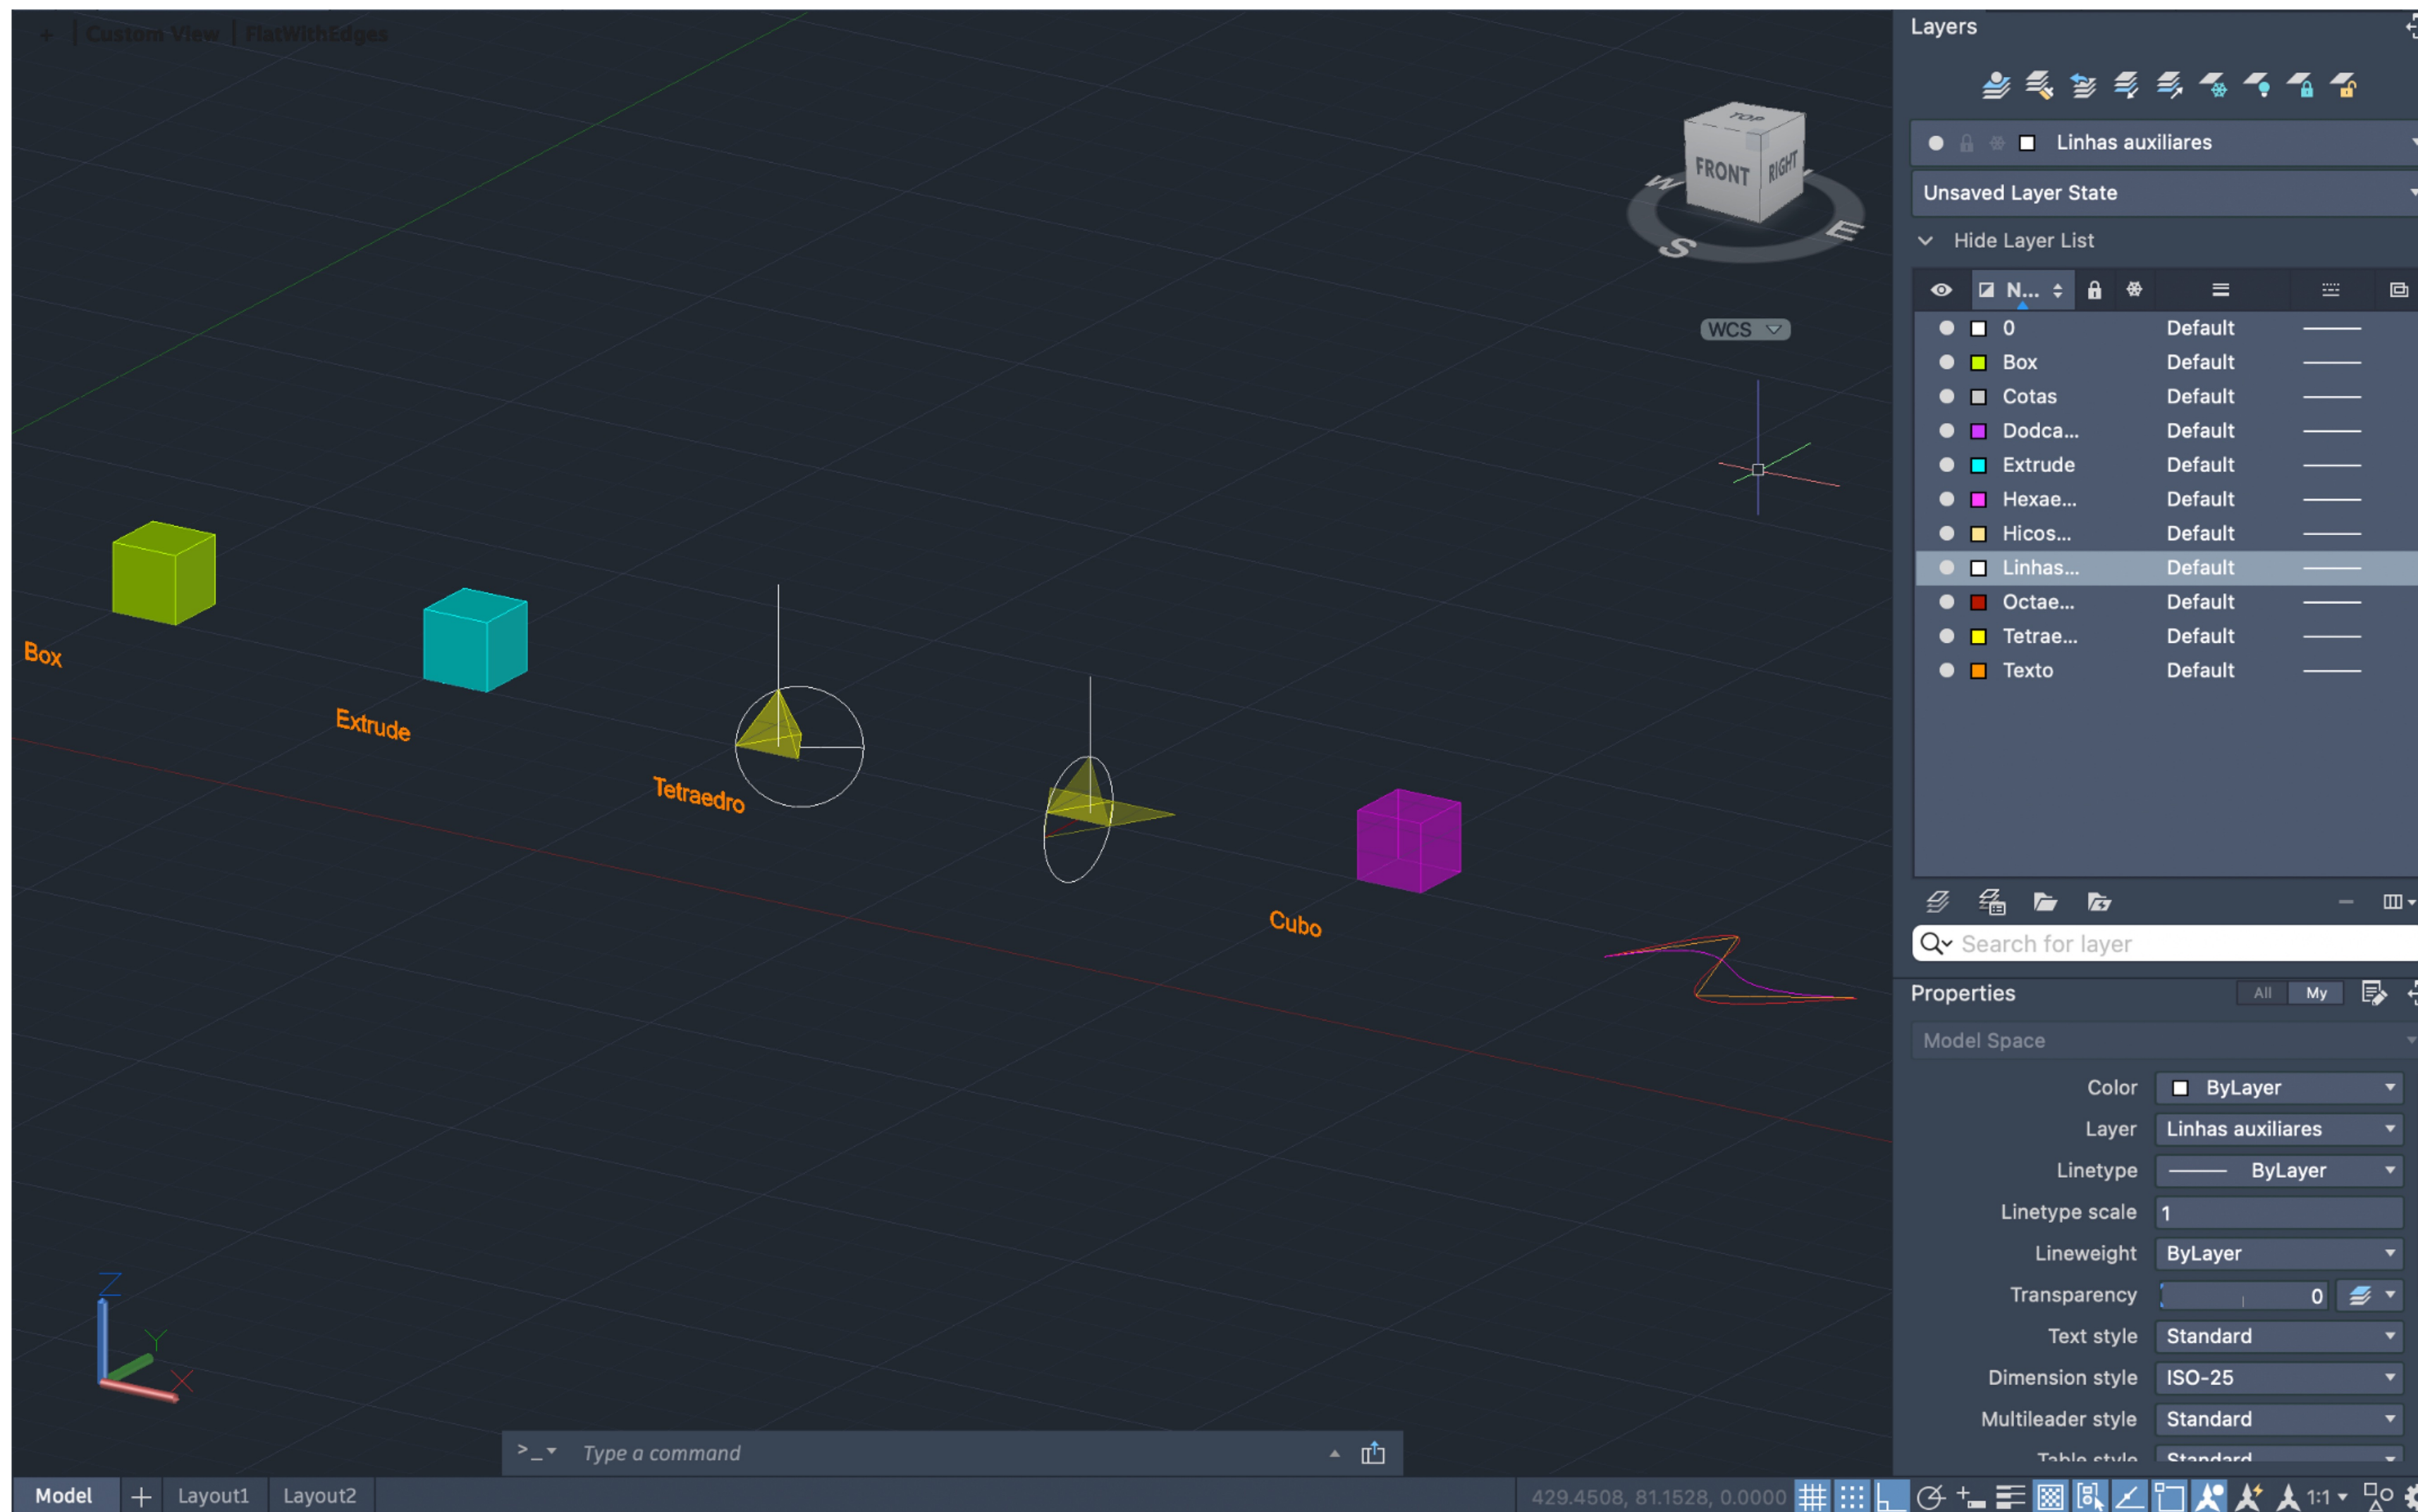 + | Custom View | FlatWithEdges
TOP
FRONT
RIGHT
W
S
E
WCS
Box
Extrude
Tetraedro
Cubo
Z
Y
X
>_ Type a command
Model + Layout1 Layout2
429.4508, 81.1528, 0.0000
1:1
Layers
Linhas auxiliares
Unsaved Layer State
Hide Layer List
N...
0 Default
Box Default
Cotas Default
Dodca... Default
Extrude Default
Hexae... Default
Hicos... Default
Linhas... Default
Octae... Default
Tetrae... Default
Texto Default
Search for layer
Properties All My
Model Space
Color ByLayer
Layer Linhas auxiliares
Linetype ByLayer
Linetype scale 1
Lineweight ByLayer
Transparency 0
Text style Standard
Dimension style ISO-25
Multileader style Standard
Table style Standard